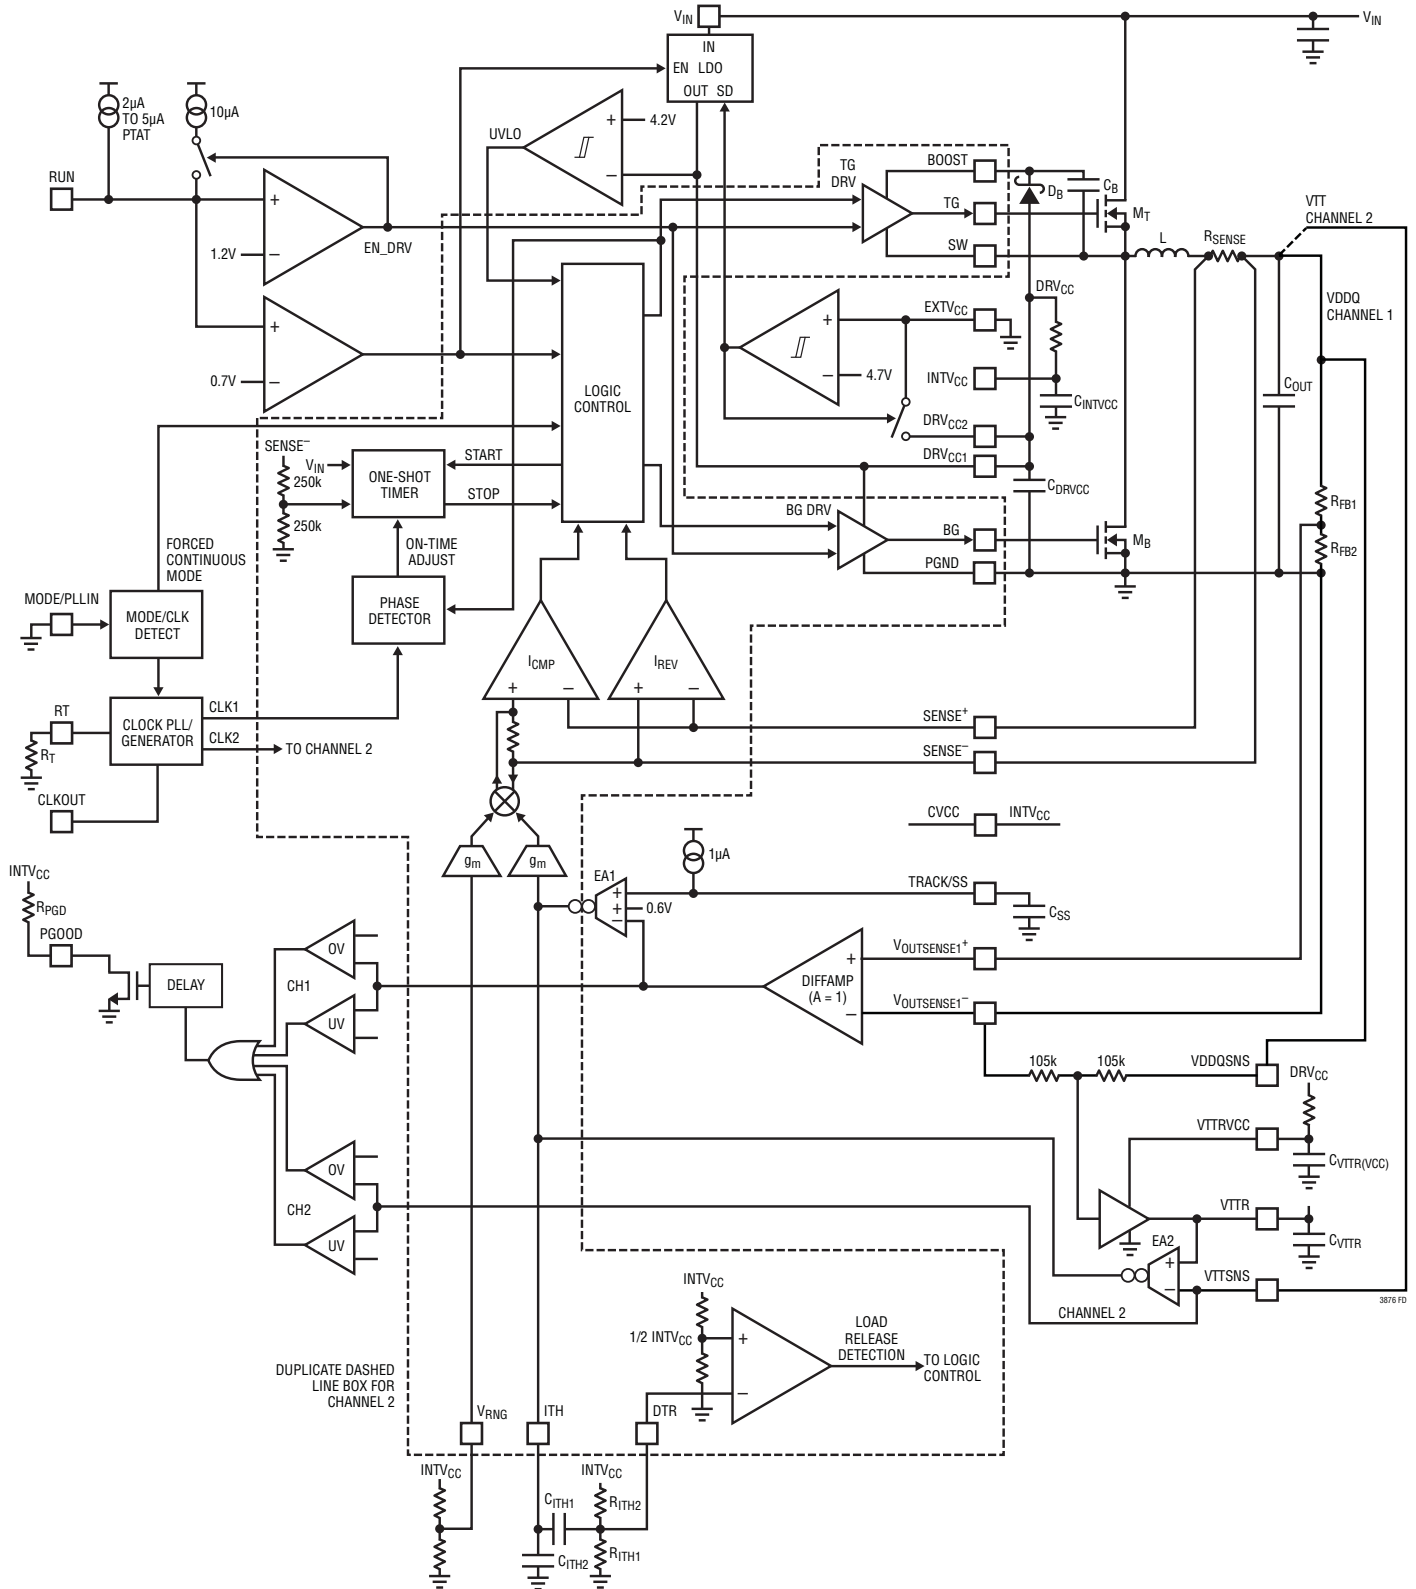 VIN
VIN
IN
EN LDO
OUT SD
2µA
TO 5µA
PTAT
10µA
UVLO
+
4.2V
–
RUN
+
1.2V
–
EN_DRV
+
0.7V
–
TG
DRV
BOOST
TG
SW
DB
CB
MT
L
RSENSE
VTT
CHANNEL 2
VDDQ
CHANNEL 1
DRVCC
EXTVCC
+
–
4.7V
INTVCC
CINTVCC
COUT
DRVCC2
DRVCC1
CDRVCC
LOGIC
CONTROL
SENSE–
VIN
250k
250k
ONE-SHOT
TIMER
START
STOP
BG DRV
BG
PGND
MB
RFB1
RFB2
FORCED
CONTINUOUS
MODE
ON-TIME
ADJUST
MODE/PLLIN
MODE/CLK
DETECT
PHASE
DETECTOR
ICMP
+
–
IREV
+
–
RT
RT
CLOCK PLL/
GENERATOR
CLK1
CLK2
TO CHANNEL 2
CLKOUT
SENSE+
SENSE–
CVCC
INTVCC
gm
gm
EA1
+
+
–
0.6V
1µA
TRACK/SS
CSS
INTVCC
RPGD
PGOOD
DELAY
OV
CH1
UV
DIFFAMP
(A = 1)
+
–
VOUTSENSE1+
VOUTSENSE1–
105k
105k
VDDQSNS
DRVCC
VTTRVCC
CVTTR(VCC)
OV
CH2
UV
VTTR
CVTTR
EA2
+
–
VTTSNS
CHANNEL 2
3876 FD
INTVCC
1/2 INTVCC
+
–
LOAD
RELEASE
DETECTION
TO LOGIC
CONTROL
DUPLICATE DASHED
LINE BOX FOR
CHANNEL 2
VRNG
ITH
DTR
INTVCC
CITH1
CITH2
INTVCC
RITH2
RITH1